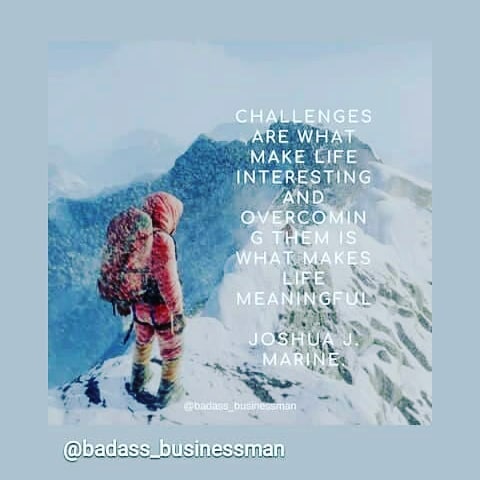 CHALLENGES
ARE WHAT
MAKE LIFE
INTERESTING
AND
OVERCOMIN
G THEM IS
WHAT MAKES
LIFE
MEANINGFUL
JOSHUA J.
MARINE.
@badass_businessman
@badass_businessman